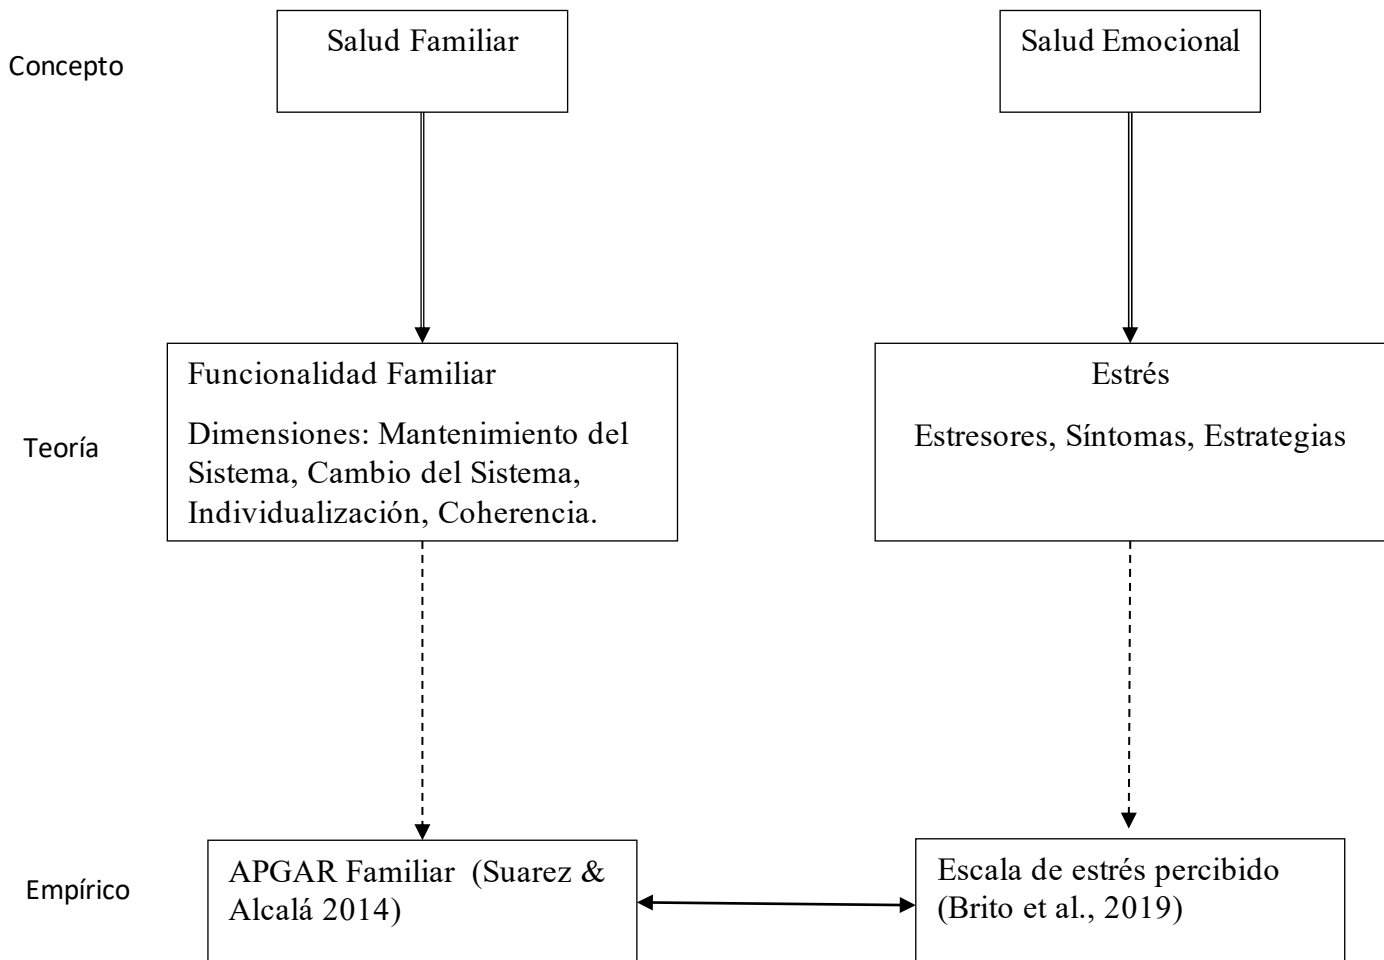 Concepto
Salud Familiar
Salud Emocional
Teoría
Funcionalidad Familiar
Dimensiones: Mantenimiento del
Sistema, Cambio del Sistema,
Individualización, Coherencia.
Estrés
Estresores, Síntomas, Estrategias
Empírico
APGAR Familiar (Suarez &
Alcalá 2014)
Escala de estrés percibido
(Brito et al., 2019)